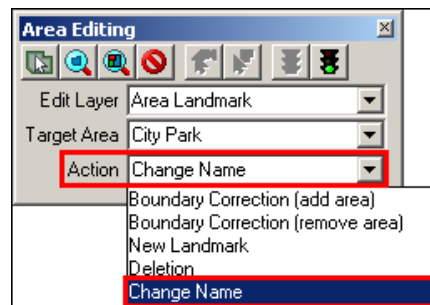 Area Editing
Edit Layer Area Landmark
Target Area City Park
Action Change Name
Boundary Correction (add area)
Boundary Correction (remove area)
New Landmark
Deletion
Change Name